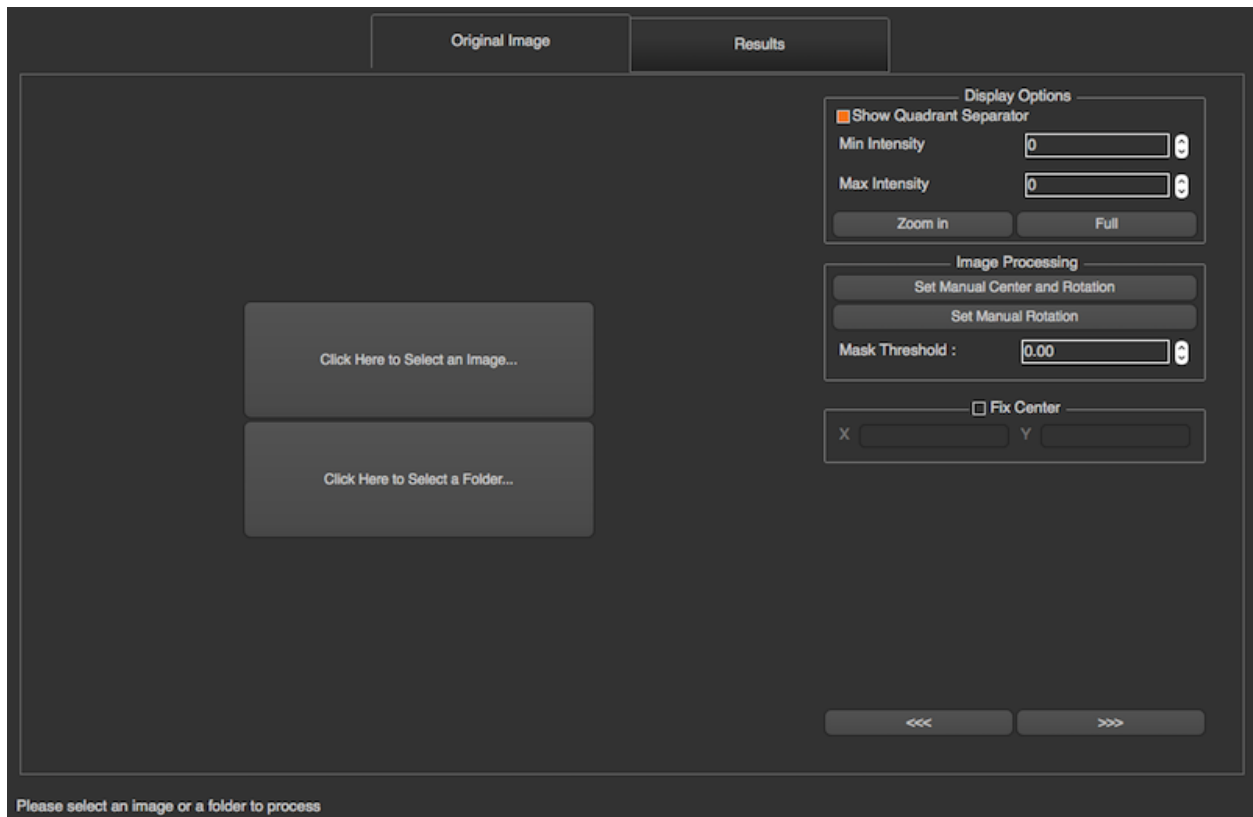 Original Image
Results
Display Options
Show Quadrant Separator
Min Intensity 0
Max Intensity 0
Zoom in Full
Image Processing
Set Manual Center and Rotation
Set Manual Rotation
Mask Threshold : 0.00
Fix Center
X Y
Click Here to Select an Image...
Click Here to Select a Folder...
<<< >>>
Please select an image or a folder to process